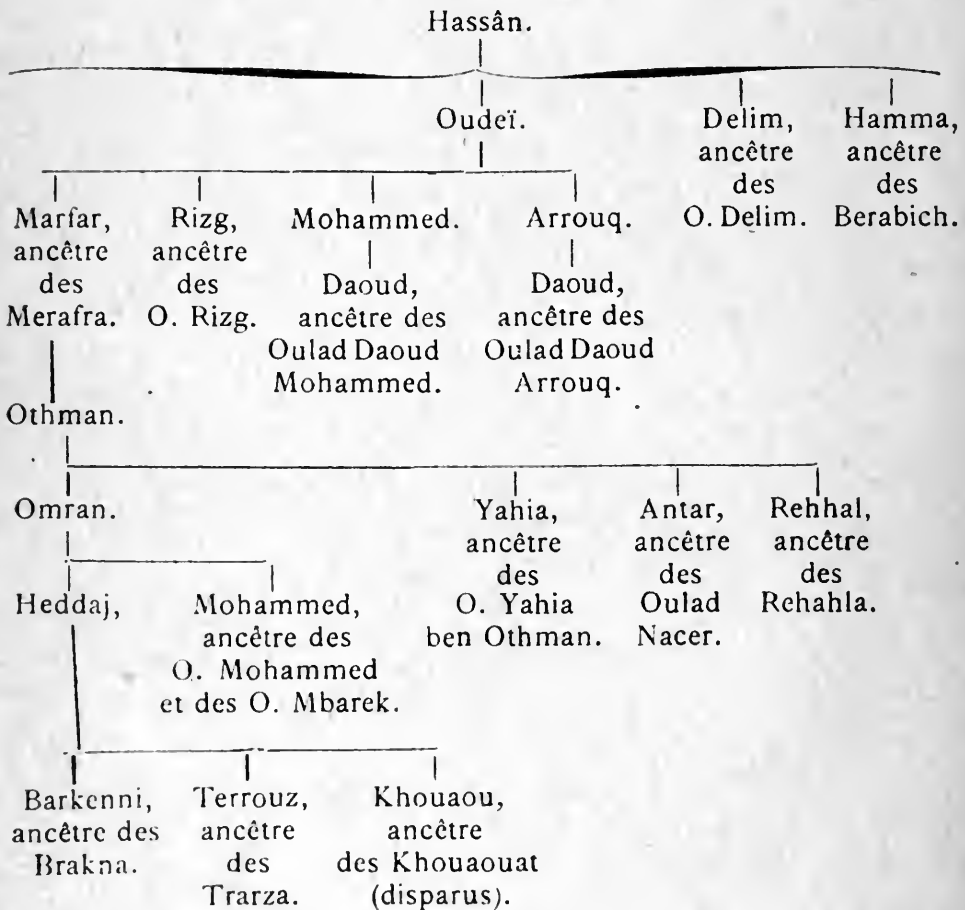 Hassân.
Oudeï.
Delim,
ancêtre
des
O. Delim.
Hamma,
ancêtre
des
Berabich.
Marfar,
ancêtre
des
Merafra.
Rizg,
ancêtre
des
O. Rizg.
Mohammed.
Daoud,
ancêtre des
Oulad Daoud
Mohammed.
Arrouq.
Daoud,
ancêtre des
Oulad Daoud
Arrouq.
Othman.
Omran.
Yahia,
ancêtre
des
O. Yahia
ben Othman.
Antar,
ancêtre
des
Oulad
Nacer.
Rehhal,
ancêtre
des
Rehahla.
Heddaj,
Mohammed,
ancêtre des
O. Mohammed
et des O. Mbarek.
Barkenni,
ancêtre des
Brakna.
Terrouz,
ancêtre
des
Trarza.
Khouaou,
ancêtre
des Khouaouat
(disparus).